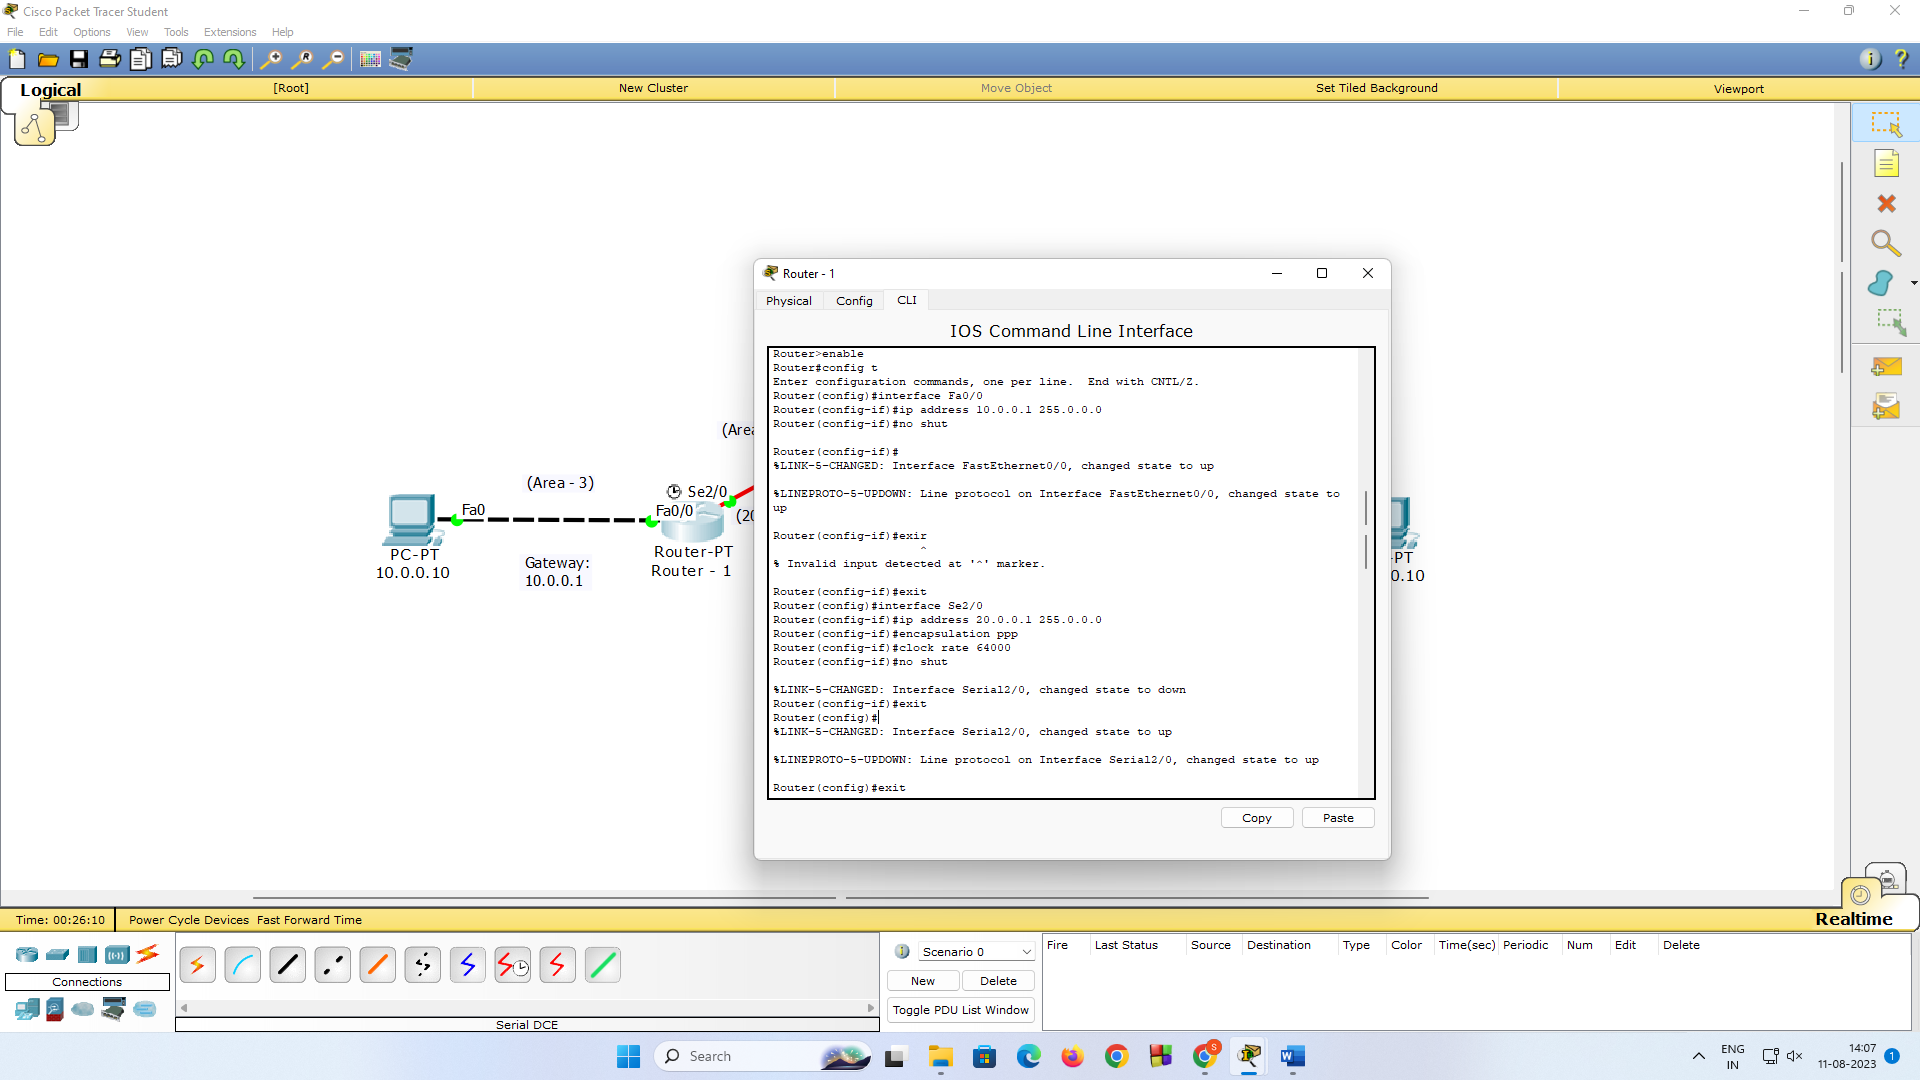 Cisco Packet Tracer Student
File Edit Options View Tools Extensions Help
Logical [Root] New Cluster Move Object Set Tiled Background Viewport
Router - 1
Physical Config CLI
IOS Command Line Interface
Router>enable
Router#config t
Enter configuration commands, one per line.  End with CNTL/Z.
Router(config)#interface Fa0/0
Router(config-if)#ip address 10.0.0.1 255.0.0.0
Router(config-if)#no shut
Router(config-if)#
%LINK-5-CHANGED: Interface FastEthernet0/0, changed state to up
%LINEPROTO-5-UPDOWN: Line protocol on Interface FastEthernet0/0, changed state to
up
Router(config-if)#exir
^
% Invalid input detected at '^' marker.
Router(config-if)#exit
Router(config)#interface Se2/0
Router(config-if)#ip address 20.0.0.1 255.0.0.0
Router(config-if)#encapsulation ppp
Router(config-if)#clock rate 64000
Router(config-if)#no shut
%LINK-5-CHANGED: Interface Serial2/0, changed state to down
Router(config-if)#exit
Router(config)#
%LINK-5-CHANGED: Interface Serial2/0, changed state to up
%LINEPROTO-5-UPDOWN: Line protocol on Interface Serial2/0, changed state to up
Router(config)#exit
Copy Paste
(Area
(Area - 3)
Se2/0
Fa0
Fa0/0
(20
PC-PT
10.0.0.10
Gateway:
10.0.0.1
Router-PT
Router - 1
-PT
0.10
Time: 00:26:10 Power Cycle Devices Fast Forward Time
Realtime
Connections
Serial DCE
Scenario 0
New Delete
Toggle PDU List Window
Fire Last Status Source Destination Type Color Time(sec) Periodic Num Edit Delete
Search
S
W
ENG
IN
14:07
11-08-2023
1